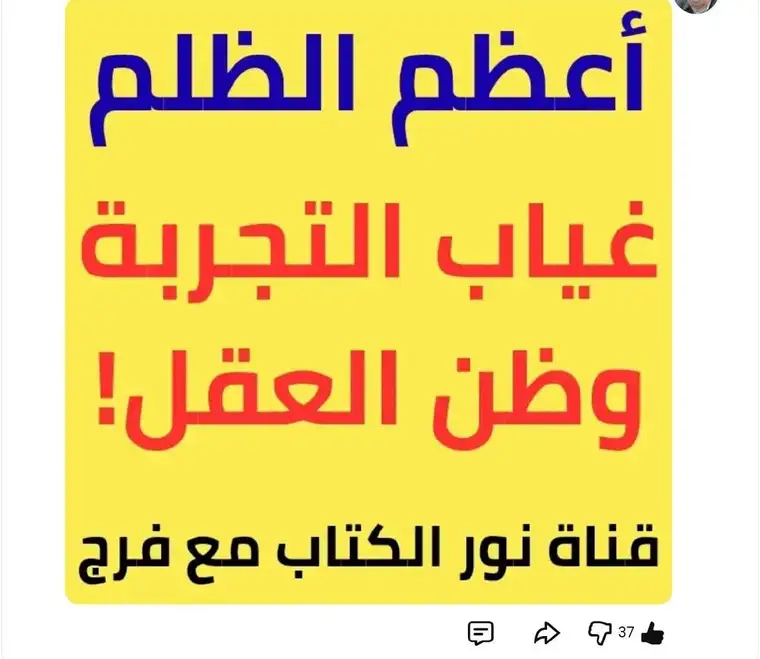 أعظم الظلم
غياب التجربة
وظن العقل!
قناة نور الكتاب مع فرج
37